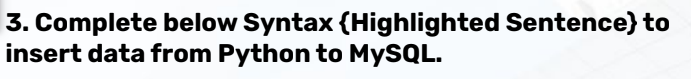 3. Complete below Syntax {Highlighted Sentence} to
insert data from Python to MySQL.